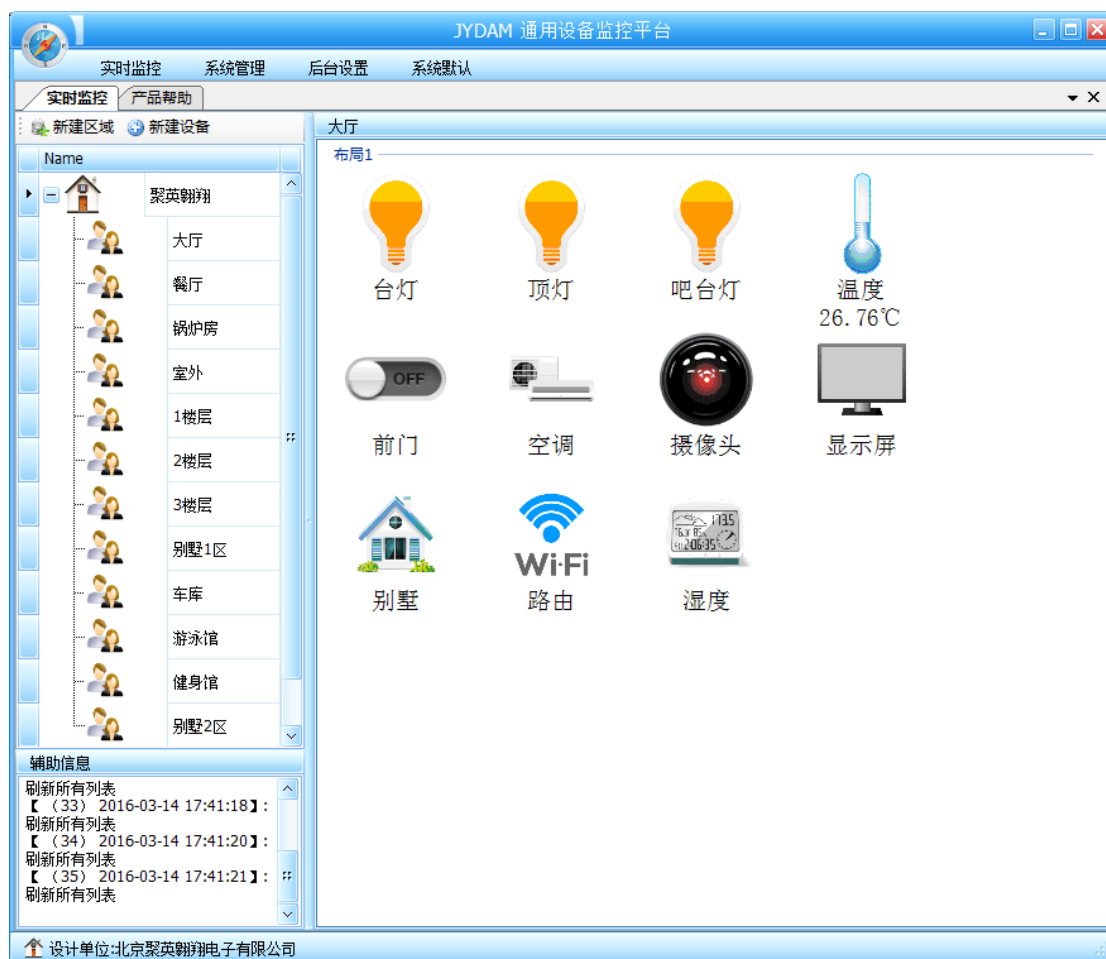 JYDAM 通用设备监控平台
实时监控 系统管理 后台设置 系统默认
实时监控 产品帮助
新建区域 新建设备
大厅
Name
布局1
聚英翱翔
大厅
餐厅
锅炉房
室外
1楼层
2楼层
3楼层
别墅1区
车库
游泳馆
健身馆
别墅2区
台灯 顶灯 吧台灯 温度
26.76℃
OFF
前门 空调 摄像头 显示屏
Wi-Fi
别墅 路由 湿度
辅助信息
刷新所有列表
【 （33） 2016-03-14 17:41:18】:
刷新所有列表
【 （34） 2016-03-14 17:41:20】:
刷新所有列表
【 （35） 2016-03-14 17:41:21】:
刷新所有列表
设计单位:北京聚英翱翔电子有限公司